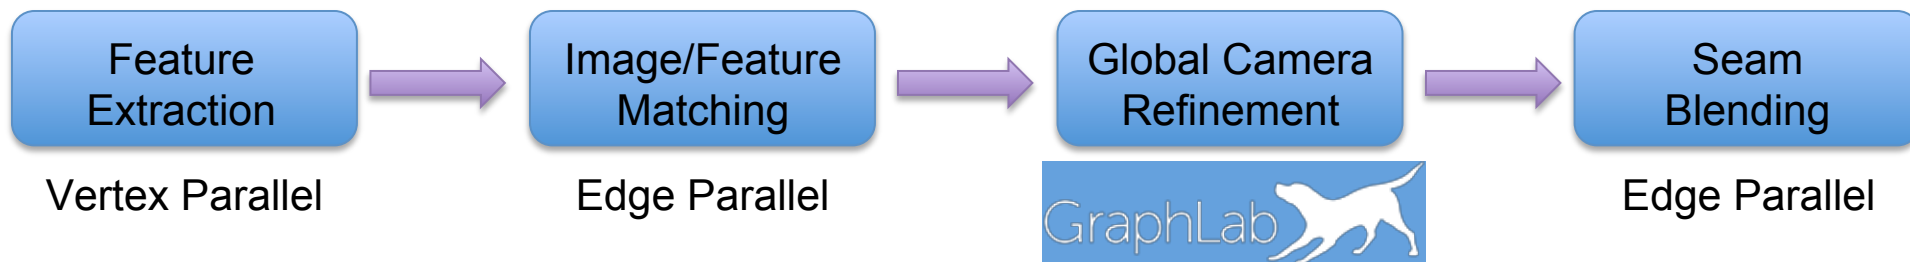 Feature
Extraction
Image/Feature
Matching
Global Camera
Refinement
Seam
Blending
Vertex Parallel
Edge Parallel
GraphLab
Edge Parallel